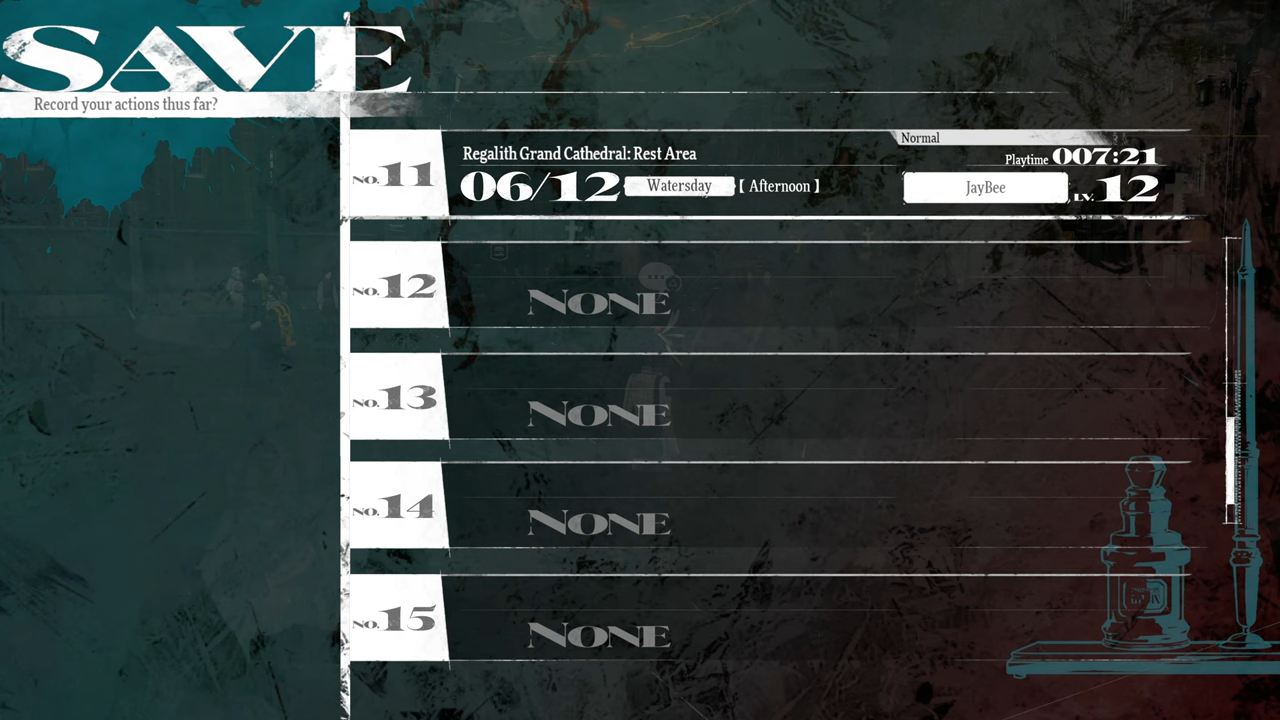 SAVE
Record your actions thus far?
Normal
No.11
Regalith Grand Cathedral: Rest Area
Playtime 007:21
06/12 Watersday 【 Afternoon 】
JayBee LV. 12
No.12
NONE
No.13
NONE
No.14
NONE
No.15
NONE